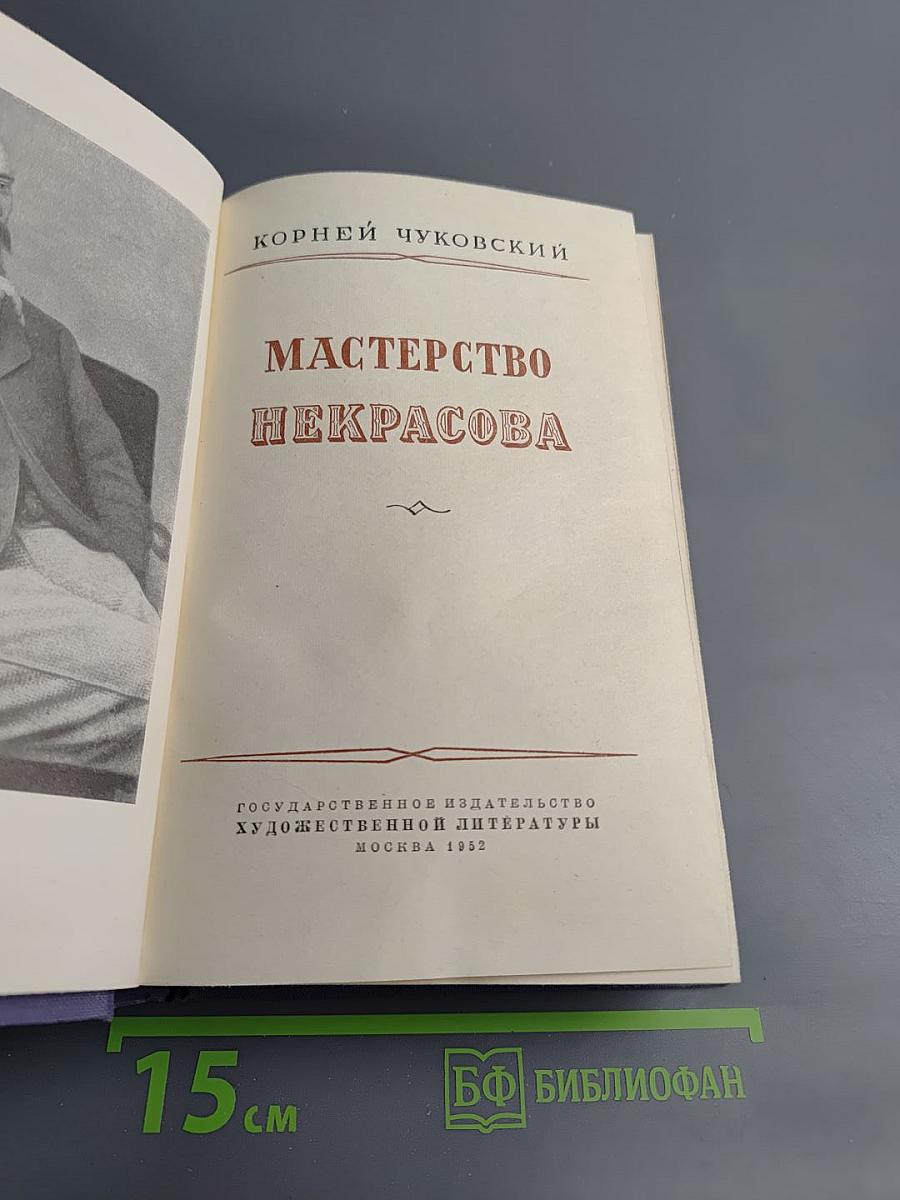 КОРНЕЙ ЧУКОВСКИЙ
МАСТЕРСТВО
НЕКРАСОВА
ГОСУДАРСТВЕННОЕ ИЗДАТЕЛЬСТВО
ХУДОЖЕСТВЕННОЙ ЛИТЕРАТУРЫ
МОСКВА 1952
15 см
БФ БИБЛИОФАН